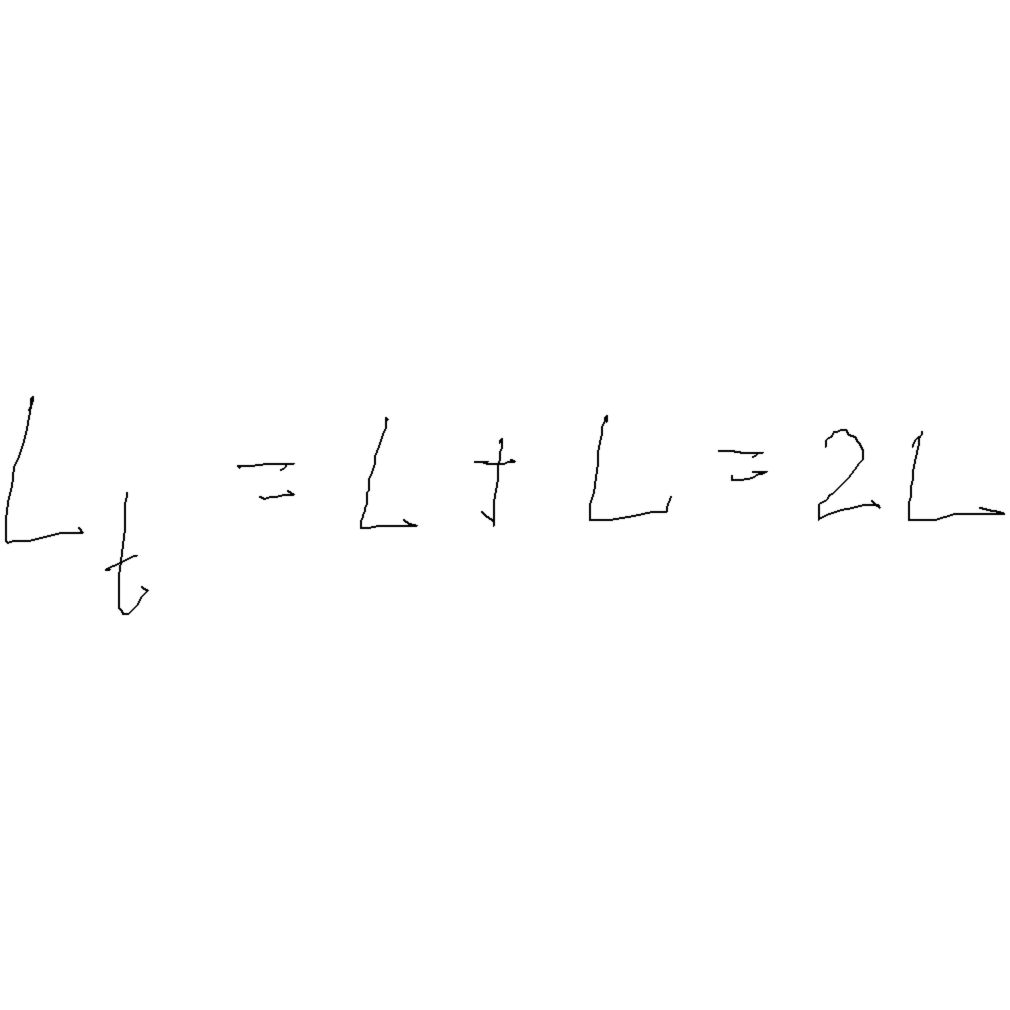 L_t = L + L = 2L